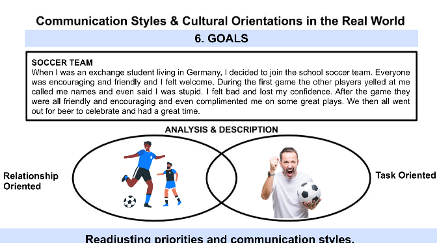 Communication Styles & Cultural Orientations in the Real World
6. GOALS
SOCCER TEAM
When I was an exchange student living in Germany, I decided to join the school soccer team. Everyone
was encouraging and friendly and I felt welcome. During the first game the other players yelled at me
called me names and even said I was stupid. I felt bad and lost my confidence. After the game they
were all friendly and encouraging and even complimented me on some great plays. We then all went
out for beer to celebrate and had a great time.
ANALYSIS & DESCRIPTION
Relationship
Oriented
Task Oriented
Readjusting priorities and communication styles.